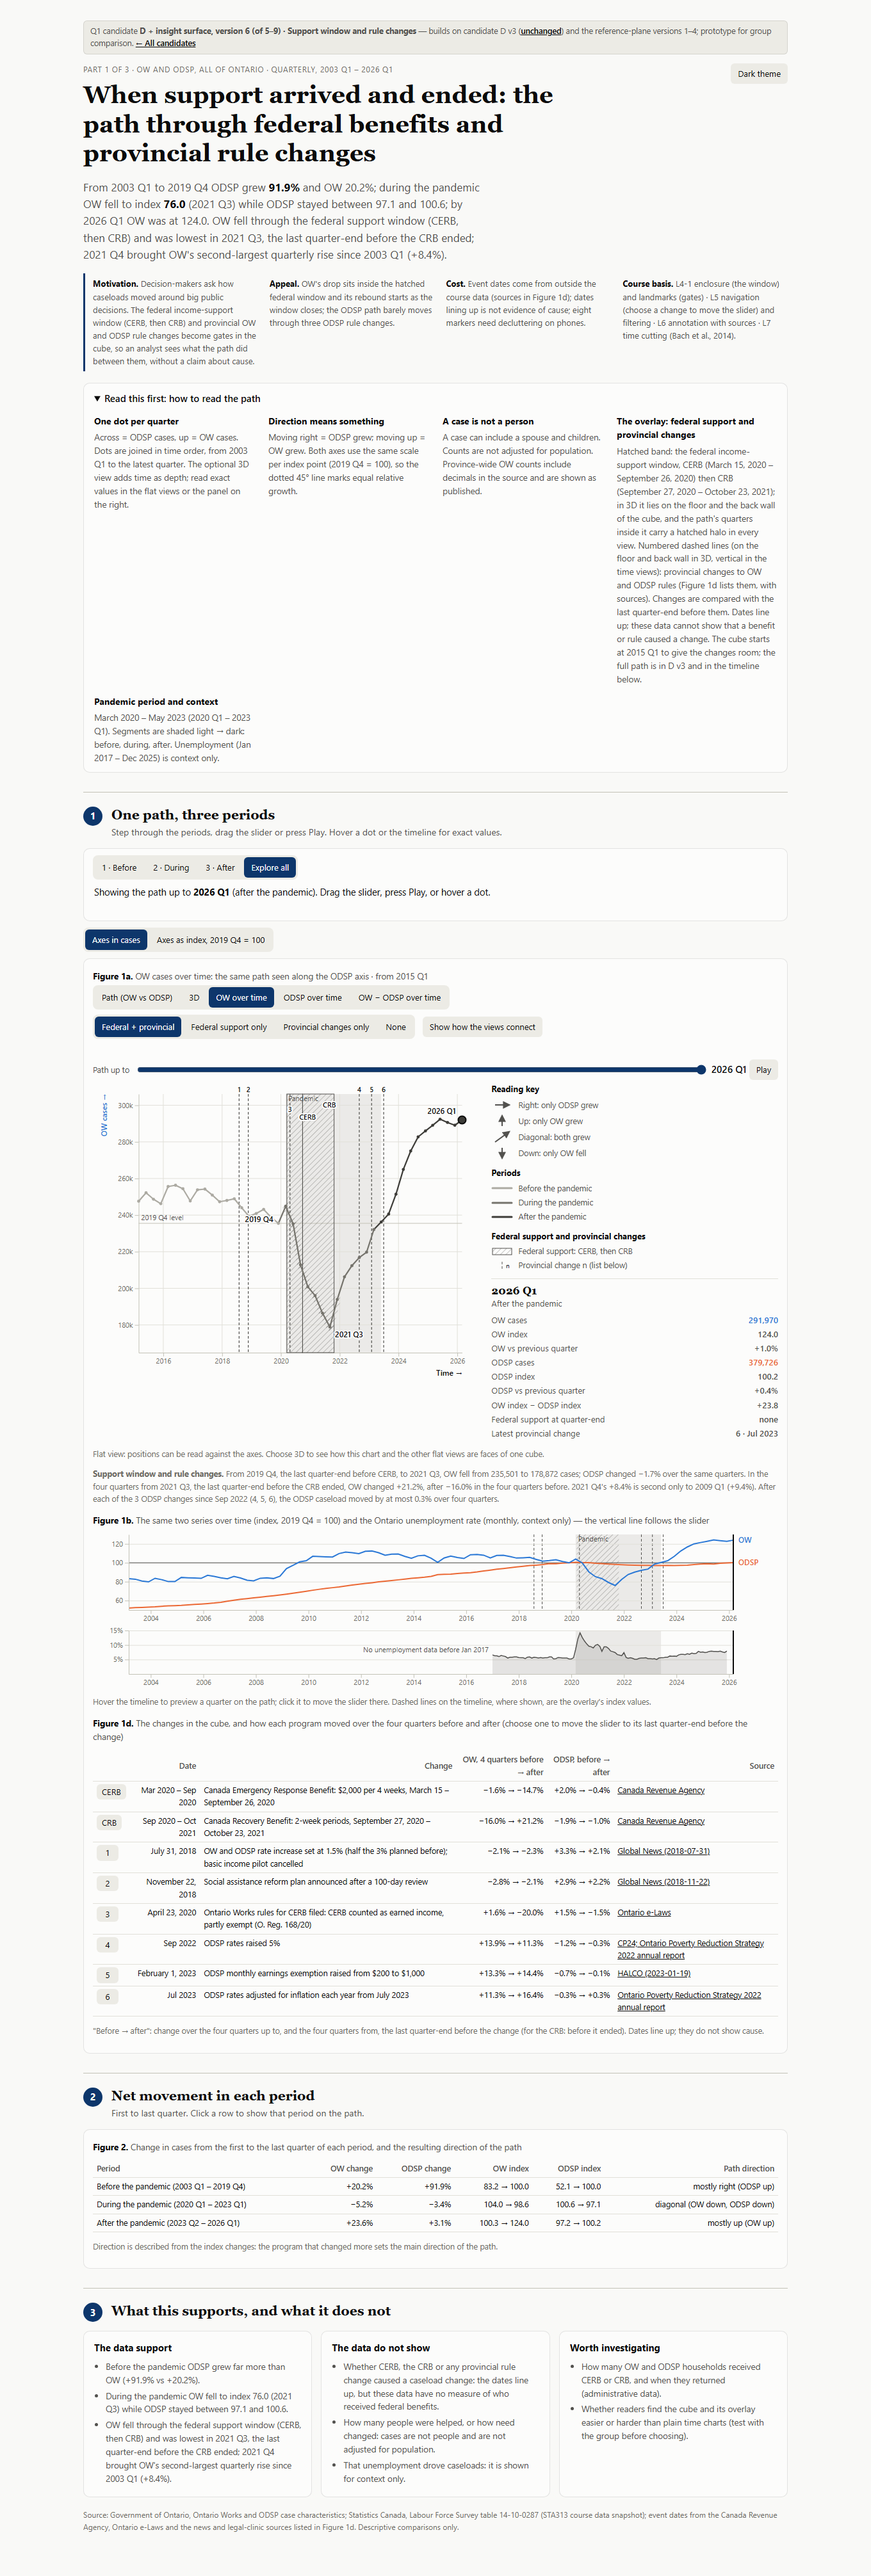 Q1 candidate D + insight surface, version 6 (of 5–9) · Support window and rule changes — builds on candidate D v3 (unchanged) and the reference-plane versions 1–4; prototype for group
comparison. ← All candidates
PART 1 OF 3 · OW AND ODSP, ALL OF ONTARIO · QUARTERLY, 2003 Q1 – 2026 Q1
Dark theme
When support arrived and ended: the
path through federal benefits and
provincial rule changes
From 2003 Q1 to 2019 Q4 ODSP grew 91.9% and OW 20.2%; during the pandemic
OW fell to index 76.0 (2021 Q3) while ODSP stayed between 97.1 and 100.6; by
2026 Q1 OW was at 124.0. OW fell through the federal support window (CERB,
then CRB) and was lowest in 2021 Q3, the last quarter-end before the CRB ended;
2021 Q4 brought OW's second-largest quarterly rise since 2003 Q1 (+8.4%).
Motivation. Decision-makers ask how
caseloads moved around big public
decisions. The federal income-support
window (CERB, then CRB) and provincial OW
and ODSP rule changes become gates in the
cube, so an analyst sees what the path did
between them, without a claim about cause.
Appeal. OW's drop sits inside the hatched
federal window and its rebound starts as the
window closes; the ODSP path barely moves
through three ODSP rule changes.
Cost. Event dates come from outside the
course data (sources in Figure 1d); dates
lining up is not evidence of cause; eight
markers need decluttering on phones.
Course basis. L4-1 enclosure (the window)
and landmarks (gates) · L5 navigation
(choose a change to move the slider) and
filtering · L6 annotation with sources · L7
time cutting (Bach et al., 2014).
▼ Read this first: how to read the path
One dot per quarter
Across = ODSP cases, up = OW cases.
Dots are joined in time order, from 2003
Q1 to the latest quarter. The optional 3D
view adds time as depth; read exact
values in the flat views or the panel on
the right.
Direction means something
Moving right = ODSP grew; moving up =
OW grew. Both axes use the same scale
per index point (2019 Q4 = 100), so the
dotted 45° line marks equal relative
growth.
A case is not a person
A case can include a spouse and children.
Counts are not adjusted for population.
Province-wide OW counts include
decimals in the source and are shown as
published.
The overlay: federal support and
provincial changes
Hatched band: the federal income-
support window, CERB (March 15, 2020 –
September 26, 2020) then CRB
(September 27, 2020 – October 23, 2021);
in 3D it lies on the floor and the back wall
of the cube, and the path's quarters
inside it carry a hatched halo in every
view. Numbered dashed lines (on the
floor and back wall in 3D, vertical in the
time views): provincial changes to OW
and ODSP rules (Figure 1d lists them, with
sources). Changes are compared with the
last quarter-end before them. Dates line
up; these data cannot show that a benefit
or rule caused a change. The cube starts
at 2015 Q1 to give the changes room; the
full path is in D v3 and in the timeline
below.
Pandemic period and context
March 2020 – May 2023 (2020 Q1 – 2023
Q1). Segments are shaded light → dark:
before, during, after. Unemployment (Jan
2017 – Dec 2025) is context only.
1 One path, three periods
Step through the periods, drag the slider or press Play. Hover a dot or the timeline for exact values.
1 · Before 2 · During 3 · After Explore all
Showing the path up to 2026 Q1 (after the pandemic). Drag the slider, press Play, or hover a dot.
Axes in cases Axes as index, 2019 Q4 = 100
Figure 1a. OW cases over time: the same path seen along the ODSP axis · from 2015 Q1
Path (OW vs ODSP) 3D OW over time ODSP over time OW − ODSP over time
Federal + provincial Federal support only Provincial changes only None Show how the views connect
Path up to 2026 Q1 Play
OW cases →
1 2 4 5 6
Pandemic
3
CRB
CERB
300k
280k
260k
240k
220k
200k
180k
2026 Q1
2019 Q4 level
2019 Q4
2021 Q3
2016 2018 2020 2022 2024 2026
Time →
Reading key
Right: only ODSP grew
Up: only OW grew
Diagonal: both grew
Down: only OW fell
Periods
Before the pandemic
During the pandemic
After the pandemic
Federal support and provincial changes
Federal support: CERB, then CRB
n Provincial change n (list below)
2026 Q1
After the pandemic
OW cases 291,970
OW index 124.0
OW vs previous quarter +1.0%
ODSP cases 379,726
ODSP index 100.2
ODSP vs previous quarter +0.4%
OW index − ODSP index +23.8
Federal support at quarter-end none
Latest provincial change 6 · Jul 2023
Flat view: positions can be read against the axes. Choose 3D to see how this chart and the other flat views are faces of one cube.
Support window and rule changes. From 2019 Q4, the last quarter-end before CERB, to 2021 Q3, OW fell from 235,501 to 178,872 cases; ODSP changed −1.7% over the same quarters. In the
four quarters from 2021 Q3, the last quarter-end before the CRB ended, OW changed +21.2%, after −16.0% in the four quarters before. 2021 Q4's +8.4% is second only to 2009 Q1 (+9.4%). After
each of the 3 ODSP changes since Sep 2022 (4, 5, 6), the ODSP caseload moved by at most 0.3% over four quarters.
Figure 1b. The same two series over time (index, 2019 Q4 = 100) and the Ontario unemployment rate (monthly, context only) — the vertical line follows the slider
120
100
80
60
Pandemic
OW
ODSP
2004 2006 2008 2010 2012 2014 2016 2018 2020 2022 2024 2026
15%
10%
5%
No unemployment data before Jan 2017
2004 2006 2008 2010 2012 2014 2016 2018 2020 2022 2024 2026
Hover the timeline to preview a quarter on the path; click it to move the slider there. Dashed lines on the timeline, where shown, are the overlay's index values.
Figure 1d. The changes in the cube, and how each program moved over the four quarters before and after (choose one to move the slider to its last quarter-end before the
change)
Date Change OW, 4 quarters before → after ODSP, before → after Source
CERB Mar 2020 – Sep 2020 Canada Emergency Response Benefit: $2,000 per 4 weeks, March 15 – September 26, 2020 −1.6% → −14.7% +2.0% → −0.4% Canada Revenue Agency
CRB Sep 2020 – Oct 2021 Canada Recovery Benefit: 2-week periods, September 27, 2020 – October 23, 2021 −16.0% → +21.2% −1.9% → −1.0% Canada Revenue Agency
1 July 31, 2018 OW and ODSP rate increase set at 1.5% (half the 3% planned before); basic income pilot cancelled −2.1% → −2.3% +3.3% → +2.1% Global News (2018-07-31)
2 November 22, 2018 Social assistance reform plan announced after a 100-day review −2.8% → −2.1% +2.9% → +2.2% Global News (2018-11-22)
3 April 23, 2020 Ontario Works rules for CERB filed: CERB counted as earned income, partly exempt (O. Reg. 168/20) +1.6% → −20.0% +1.5% → −1.5% Ontario e-Laws
4 Sep 2022 ODSP rates raised 5% +13.9% → +11.3% −1.2% → −0.3% CP24; Ontario Poverty Reduction Strategy 2022 annual report
5 February 1, 2023 ODSP monthly earnings exemption raised from $200 to $1,000 +13.3% → +14.4% −0.7% → −0.1% HALCO (2023-01-19)
6 Jul 2023 ODSP rates adjusted for inflation each year from July 2023 +11.3% → +16.4% −0.3% → +0.3% Ontario Poverty Reduction Strategy 2022 annual report
"Before → after": change over the four quarters up to, and the four quarters from, the last quarter-end before the change (for the CRB: before it ended). Dates line up; they do not show cause.
2 Net movement in each period
First to last quarter. Click a row to show that period on the path.
Figure 2. Change in cases from the first to the last quarter of each period, and the resulting direction of the path
Period OW change ODSP change OW index ODSP index Path direction
Before the pandemic (2003 Q1 – 2019 Q4) +20.2% +91.9% 83.2 → 100.0 52.1 → 100.0 mostly right (ODSP up)
During the pandemic (2020 Q1 – 2023 Q1) −5.2% −3.4% 104.0 → 98.6 100.6 → 97.1 diagonal (OW down, ODSP down)
After the pandemic (2023 Q2 – 2026 Q1) +23.6% +3.1% 100.3 → 124.0 97.2 → 100.2 mostly up (OW up)
Direction is described from the index changes: the program that changed more sets the main direction of the path.
3 What this supports, and what it does not
The data support
• Before the pandemic ODSP grew far more than
OW (+91.9% vs +20.2%).
• During the pandemic OW fell to index 76.0 (2021
Q3) while ODSP stayed between 97.1 and 100.6.
• OW fell through the federal support window (CERB,
then CRB) and was lowest in 2021 Q3, the last
quarter-end before the CRB ended; 2021 Q4
brought OW's second-largest quarterly rise since
2003 Q1 (+8.4%).
The data do not show
• Whether CERB, the CRB or any provincial rule
change caused a caseload change: the dates line
up, but these data have no measure of who
received federal benefits.
• How many people were helped, or how need
changed: cases are not people and are not
adjusted for population.
• That unemployment drove caseloads: it is shown
for context only.
Worth investigating
• How many OW and ODSP households received
CERB or CRB, and when they returned
(administrative data).
• Whether readers find the cube and its overlay
easier or harder than plain time charts (test with
the group before choosing).
Source: Government of Ontario, Ontario Works and ODSP case characteristics; Statistics Canada, Labour Force Survey table 14-10-0287 (STA313 course data snapshot); event dates from the Canada Revenue
Agency, Ontario e-Laws and the news and legal-clinic sources listed in Figure 1d. Descriptive comparisons only.